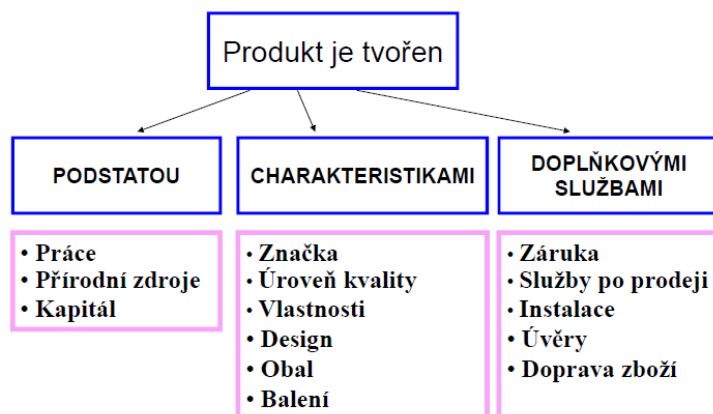 Produkt je tvořen
PODSTATOU
CHARAKTERISTIKAMI
DOPLŇKOVÝMI
SLUŽBAMI
• Práce
• Přírodní zdroje
• Kapitál
• Značka
• Úroveň kvality
• Vlastnosti
• Design
• Obal
• Balení
• Záruka
• Služby po prodeji
• Instalace
• Úvěry
• Doprava zboží